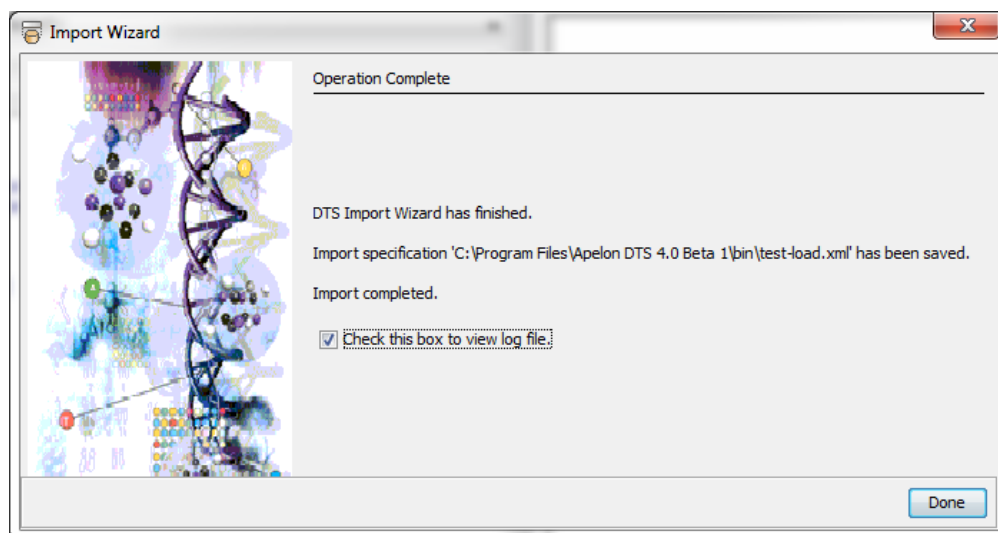 Import Wizard
Operation Complete
DTS Import Wizard has finished.
Import specification 'C:\Program Files\Apelon DTS 4.0 Beta 1\bin\test-load.xml' has been saved.
Import completed.
Check this box to view log file.
Done